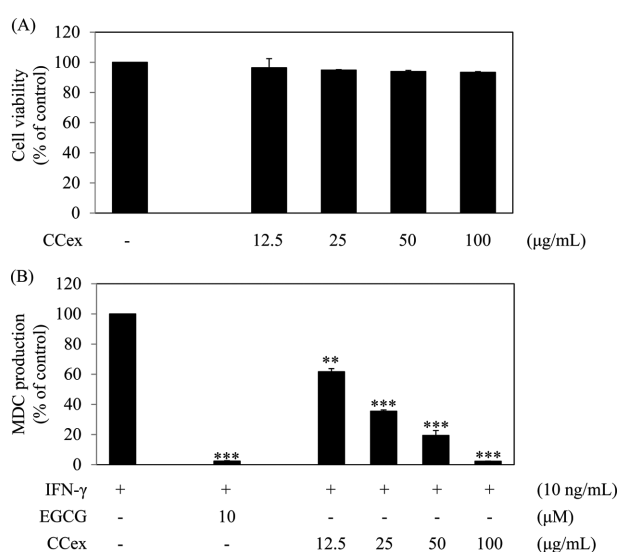 (A)
Cell viability
(% of control)
120
100
80
60
40
20
0
CCex - 12.5 25 50 100 (μg/mL)
(B)
MDC production
(% of control)
120
100
80
60
40
20
0
*** ** *** *** ***
IFN-γ + + + + + + (10 ng/mL)
EGCG - 10 - - - - (μM)
CCex - - 12.5 25 50 100 (μg/mL)